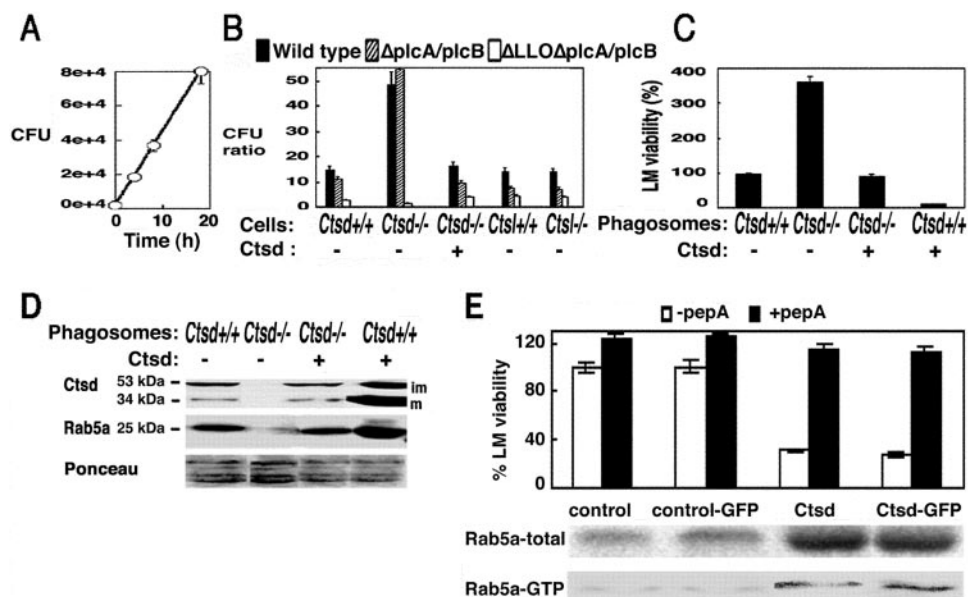 A
8e+4
6e+4
CFU
4e+4
2e+4
0e+4
0 10 20
Time (h)
B
Wild type ΔplcA/plcB ΔLLOΔplcA/plcB
50
40
CFU
ratio
30
20
10
0
Cells: Ctsd+/+ Ctsd-/- Ctsd-/- Ctsl+/+ Ctsl-/-
Ctsd : - - + - -
C
LM viability (%)
400
300
200
100
0
Phagosomes: Ctsd+/+ Ctsd-/- Ctsd-/- Ctsd+/+
Ctsd: - - + +
D
Phagosomes: Ctsd+/+ Ctsd-/- Ctsd-/- Ctsd+/+
Ctsd: - - + +
Ctsd 53 kDa im
34 kDa m
Rab5a 25 kDa
Ponceau
E
-pepA +pepA
% LM viability
120
80
40
0
control control-GFP Ctsd Ctsd-GFP
Rab5a-total
Rab5a-GTP